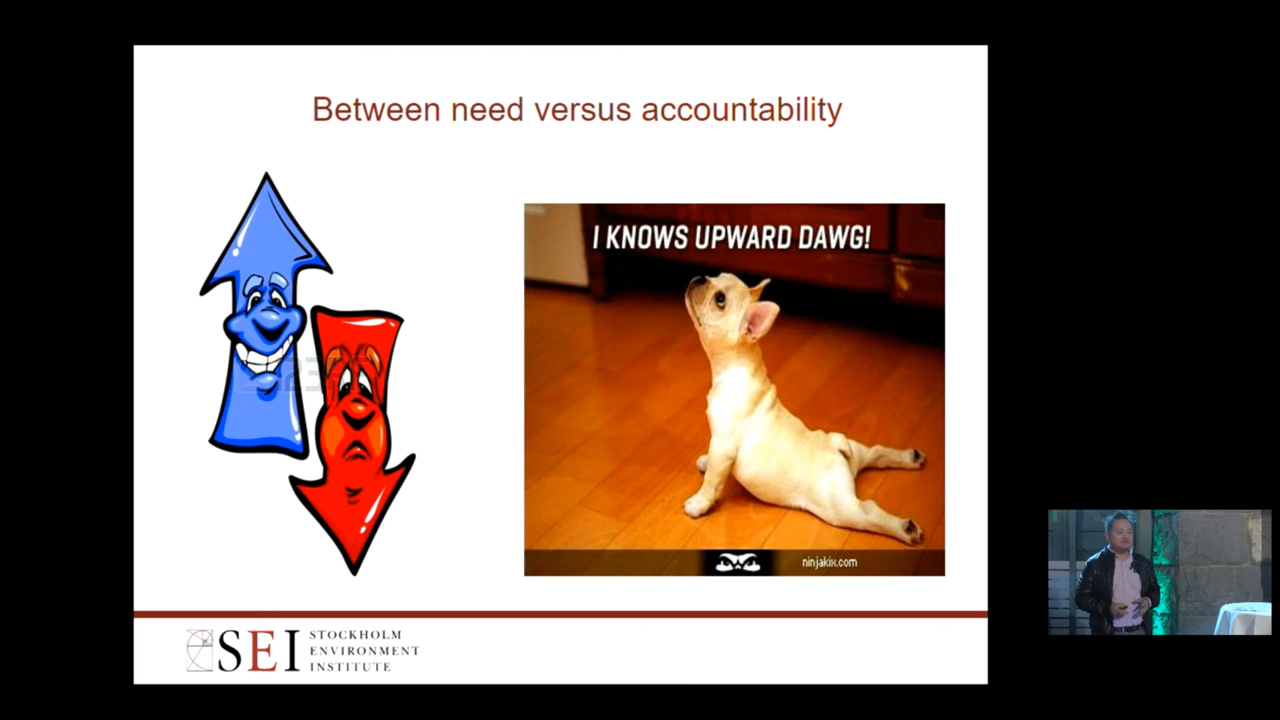 Between need versus accountability
I KNOWS UPWARD DAWG!
ninjakix.com
SEI
STOCKHOLM
ENVIRONMENT
INSTITUTE